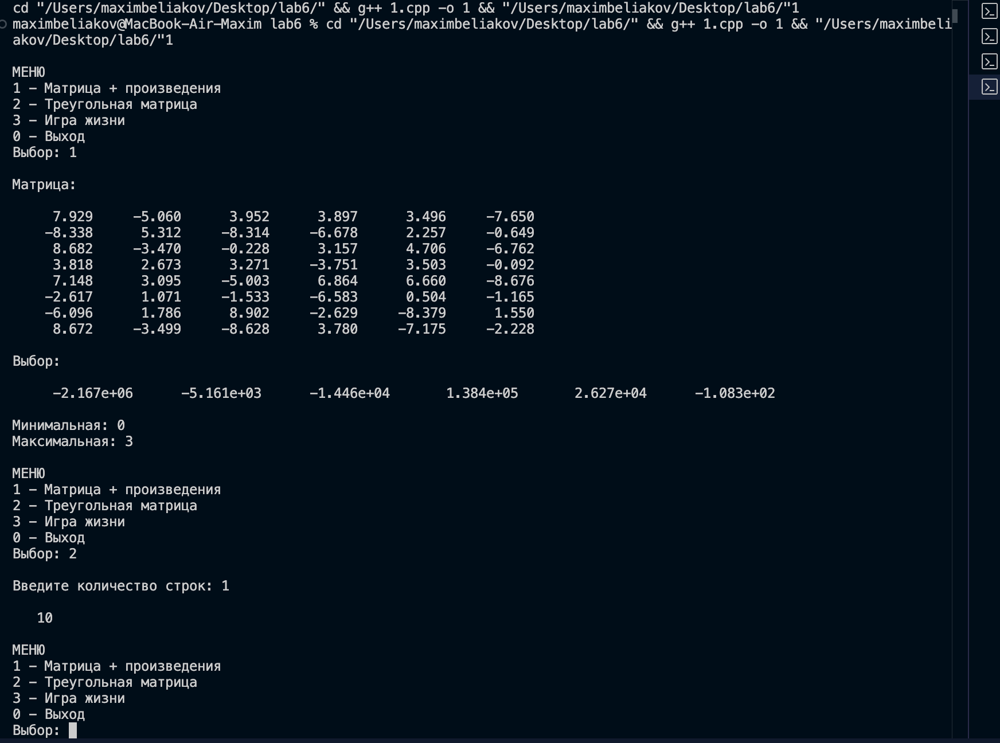 cd "/Users/maximbeliakov/Desktop/lab6/" && g++ 1.cpp -o 1 && "/Users/maximbeliakov/Desktop/lab6/"1
maximbeliakov@MacBook-Air-Maxim lab6 % cd "/Users/maximbeliakov/Desktop/lab6/" && g++ 1.cpp -o 1 && "/Users/maximbeli
akov/Desktop/lab6/"1
МЕНЮ
1 - Матрица + произведения
2 - Треугольная матрица
3 - Игра жизни
0 - Выход
Выбор: 1
Матрица:
7.929 -5.060 3.952 3.897 3.496 -7.650
-8.338 5.312 -8.314 -6.678 2.257 -0.649
8.682 -3.470 -0.228 3.157 4.706 -6.762
3.818 2.673 3.271 -3.751 3.503 -0.092
7.148 3.095 -5.003 6.864 6.660 -8.676
-2.617 1.071 -1.533 -6.583 0.504 -1.165
-6.096 1.786 8.902 -2.629 -8.379 1.550
8.672 -3.499 -8.628 3.780 -7.175 -2.228
Выбор:
-2.167e+06 -5.161e+03 -1.446e+04 1.384e+05 2.627e+04 -1.083e+02
Минимальная: 0
Максимальная: 3
МЕНЮ
1 - Матрица + произведения
2 - Треугольная матрица
3 - Игра жизни
0 - Выход
Выбор: 2
Введите количество строк: 1
10
МЕНЮ
1 - Матрица + произведения
2 - Треугольная матрица
3 - Игра жизни
0 - Выход
Выбор: